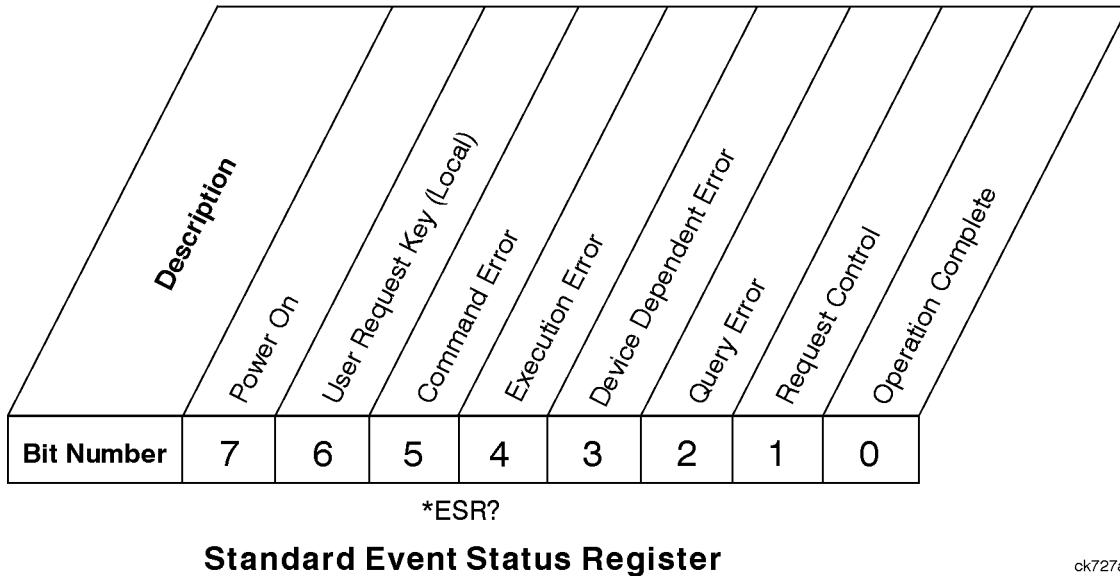 Description
Power On
User Request Key (Local)
Command Error
Execution Error
Device Dependent Error
Query Error
Request Control
Operation Complete
Bit Number 7 6 5 4 3 2 1 0
*ESR?
Standard Event Status Register
ck727a